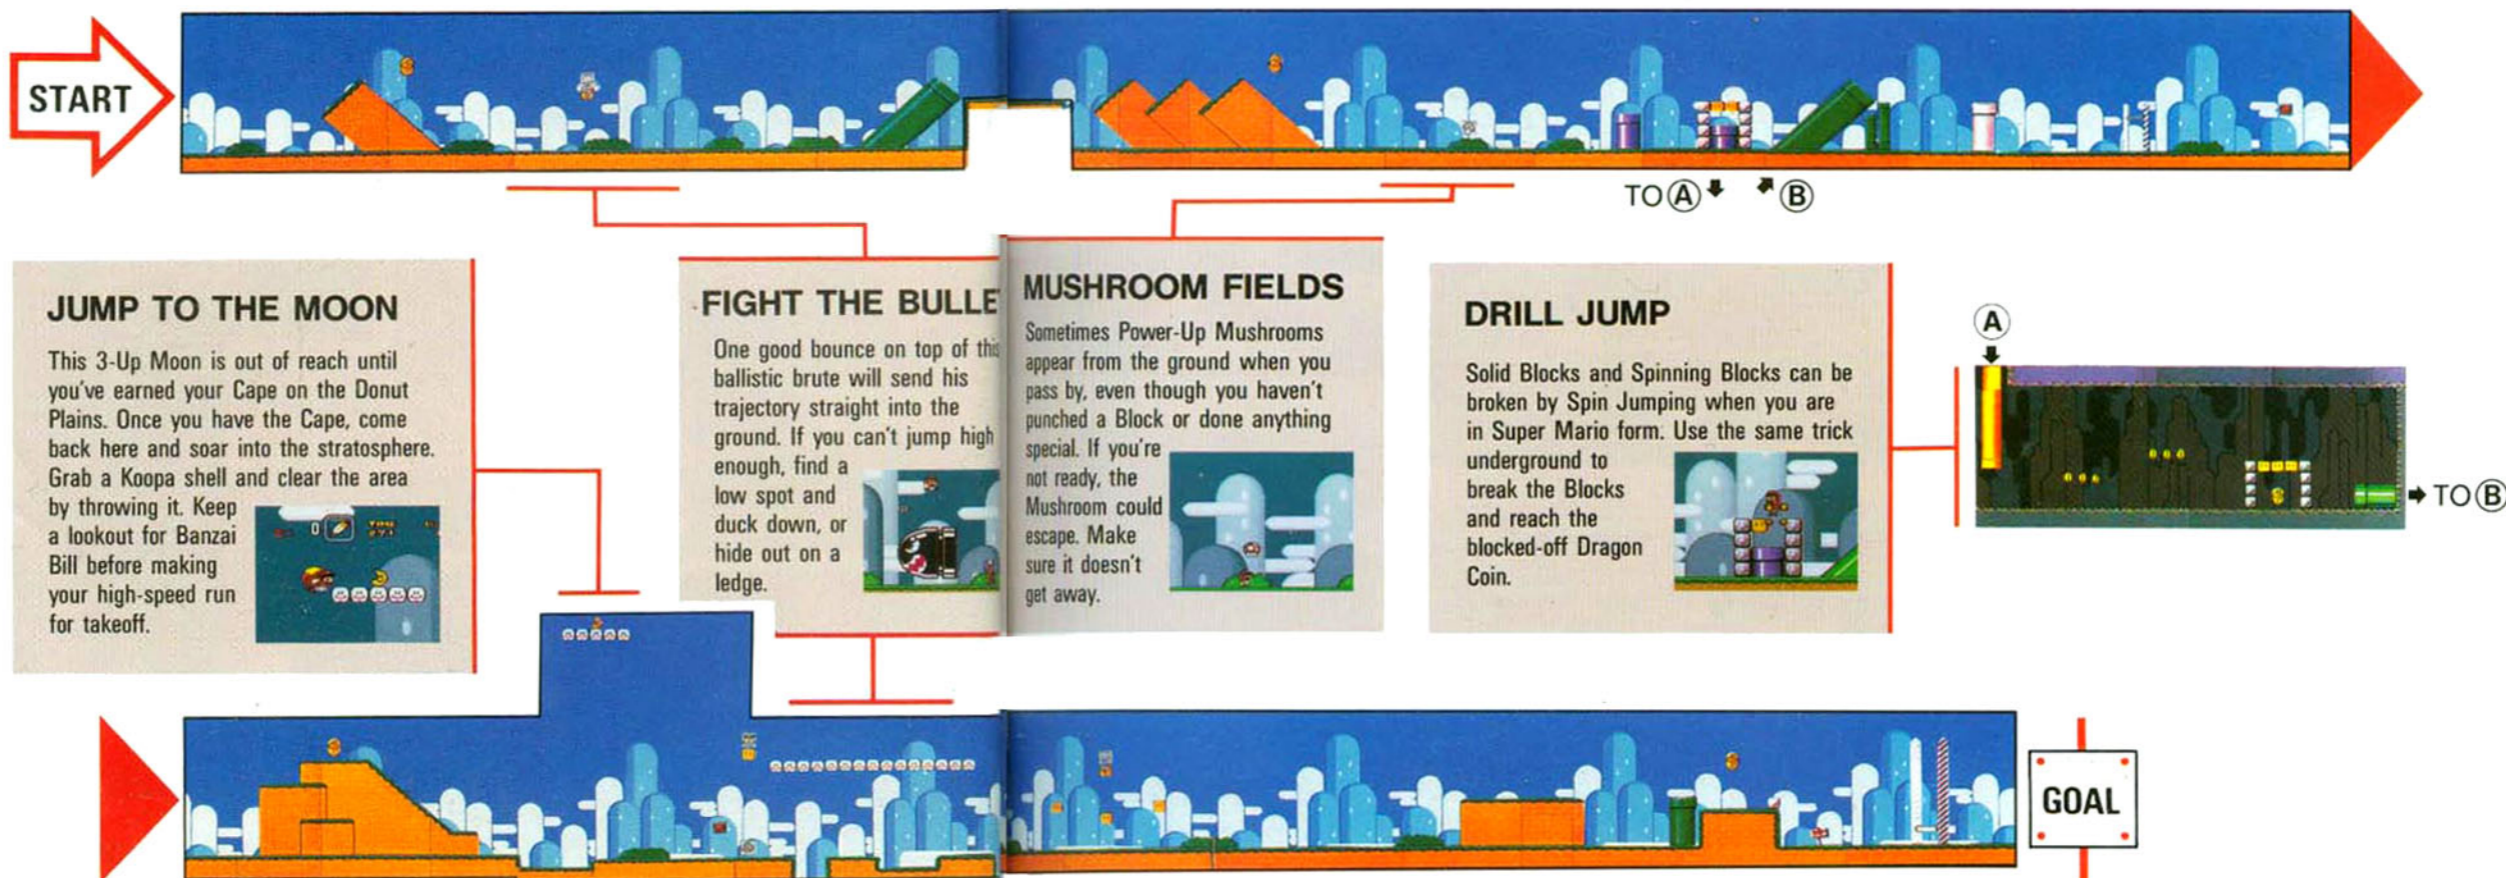 START
TO Ⓐ Ⓑ
JUMP TO THE MOON
This 3-Up Moon is out of reach until
you've earned your Cape on the Donut
Plains. Once you have the Cape, come
back here and soar into the stratosphere.
Grab a Koopa shell and clear the area
by throwing it. Keep
a lookout for Banzai
Bill before making
your high-speed run
for takeoff.
FIGHT THE BULLE
One good bounce on top of this
ballistic brute will send his
trajectory straight into the
ground. If you can't jump high
enough, find a
low spot and
duck down, or
hide out on a
ledge.
MUSHROOM FIELDS
Sometimes Power-Up Mushrooms
appear from the ground when you
pass by, even though you haven't
punched a Block or done anything
special. If you're
not ready, the
Mushroom could
escape. Make
sure it doesn't
get away.
DRILL JUMP
Solid Blocks and Spinning Blocks can be
broken by Spin Jumping when you are
in Super Mario form. Use the same trick
underground to
break the Blocks
and reach the
blocked-off Dragon
Coin.
Ⓐ
TO Ⓑ
GOAL